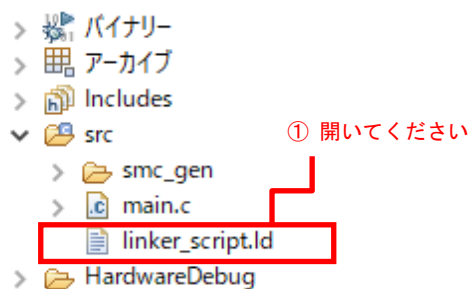 バイナリー
アーカイブ
Includes
src
① 開いてください
smc_gen
main.c
linker_script.ld
HardwareDebug